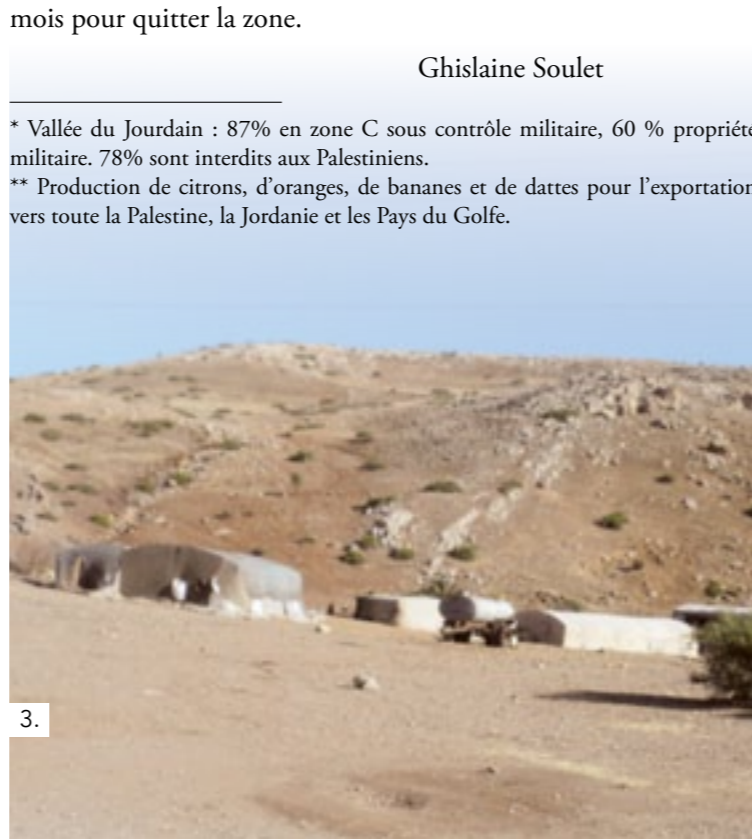 mois pour quitter la zone.
Ghislaine Soulet
* Vallée du Jourdain : 87% en zone C sous contrôle militaire, 60 % propriété
militaire. 78% sont interdits aux Palestiniens.
** Production de citrons, d’oranges, de bananes et de dattes pour l’exportation
vers toute la Palestine, la Jordanie et les Pays du Golfe.
3.